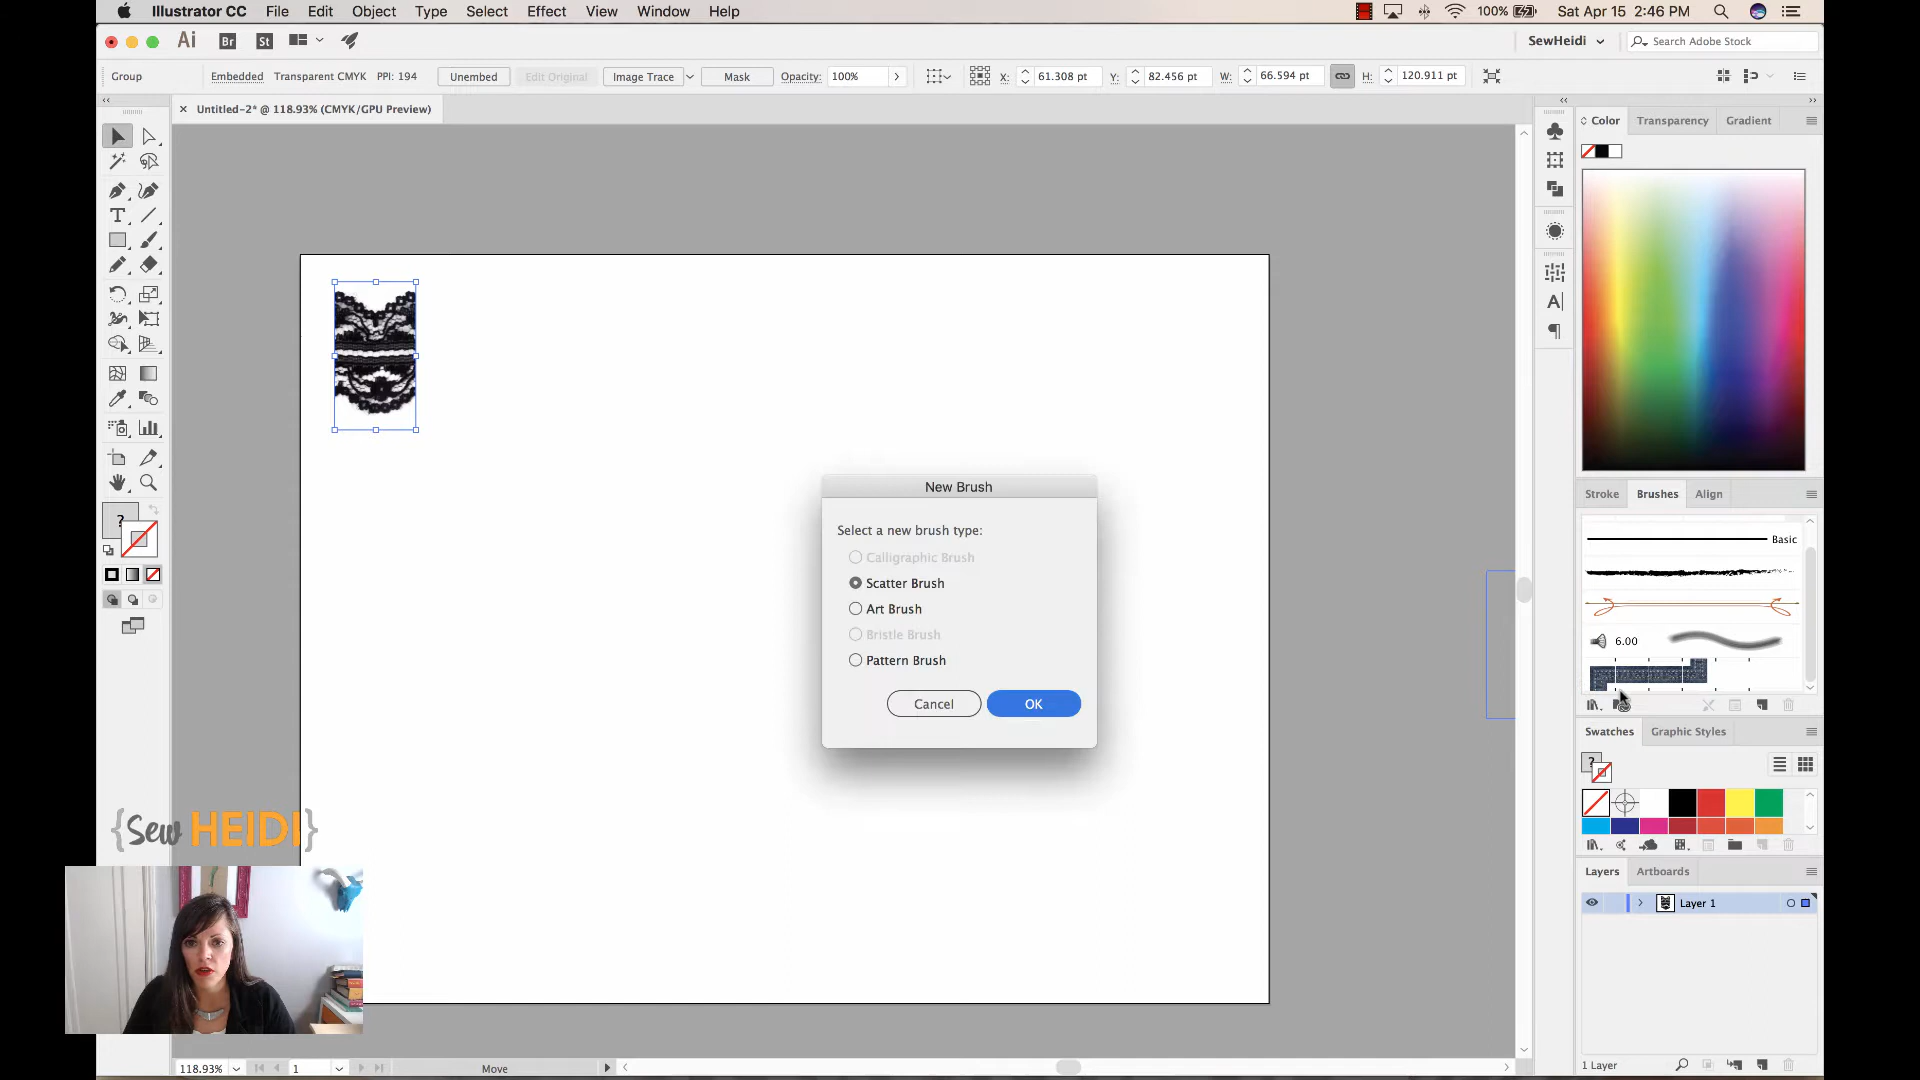 Illustrator CC File Edit Object Type Select Effect View Window Help 100% Sat Apr 15 2:46 PM
Ai Br St SewHeidi Search Adobe Stock
Group Embedded Transparent CMYK PPI: 194 Unembed Edit Original Image Trace Mask Opacity: 100% X: 61.308 pt Y: 82.456 pt W: 66.594 pt H: 120.911 pt
Untitled-2* @ 118.93% (CMYK/GPU Preview)
Color Transparency Gradient
New Brush
Select a new brush type:
Calligraphic Brush
Scatter Brush
Art Brush
Bristle Brush
Pattern Brush
Cancel OK
Stroke Brushes Align
Basic
6.00
Swatches Graphic Styles
{Sew HEIDI}
Layers Artboards
Layer 1
1 Layer
118.93% 1 Move